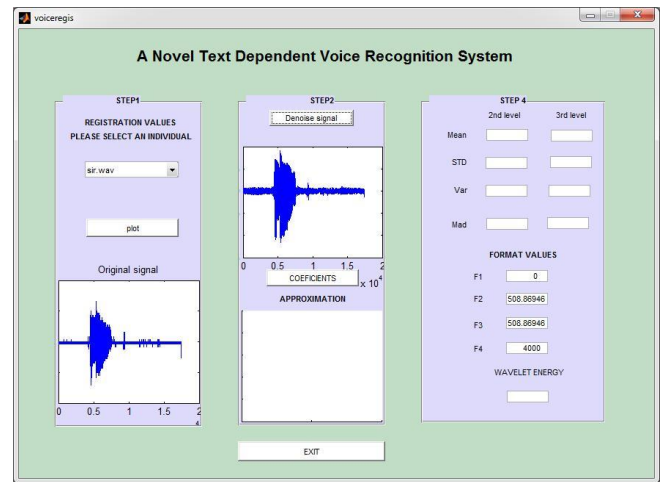 voiceregis
A Novel Text Dependent Voice Recognition System
STEP1
REGISTRATION VALUES
PLEASE SELECT AN INDIVIDUAL
sir.wav
plot
Original signal
0 0.5 1 1.5 2
4
STEP2
Denoise signal
0 0.5 1 1.5 2
x 10^4
COEFICIENTS
APPROXIMATION
EXIT
STEP 4
2nd level 3rd level
Mean
STD
Var
Mad
FORMAT VALUES
F1 0
F2 508.86946
F3 508.86946
F4 4000
WAVELET ENERGY